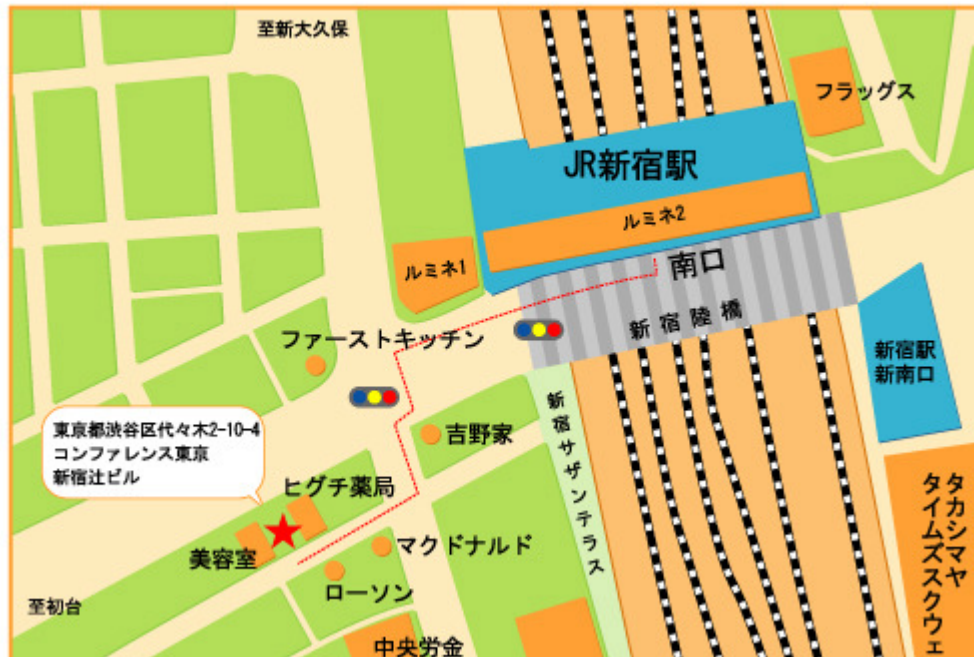 至新大久保
フラッグス
JR新宿駅
ルミネ2
ルミネ1
南口
新宿陸橋
ファーストキッチン
新宿駅
新南口
新宿サザンテラス
吉野家
東京都渋谷区代々木2-10-4
コンファレンス東京
新宿辻ビル
ヒグチ薬局
美容室
マクドナルド
ローソン
至初台
中央労金
タカシマヤ
タイムズスクウェ